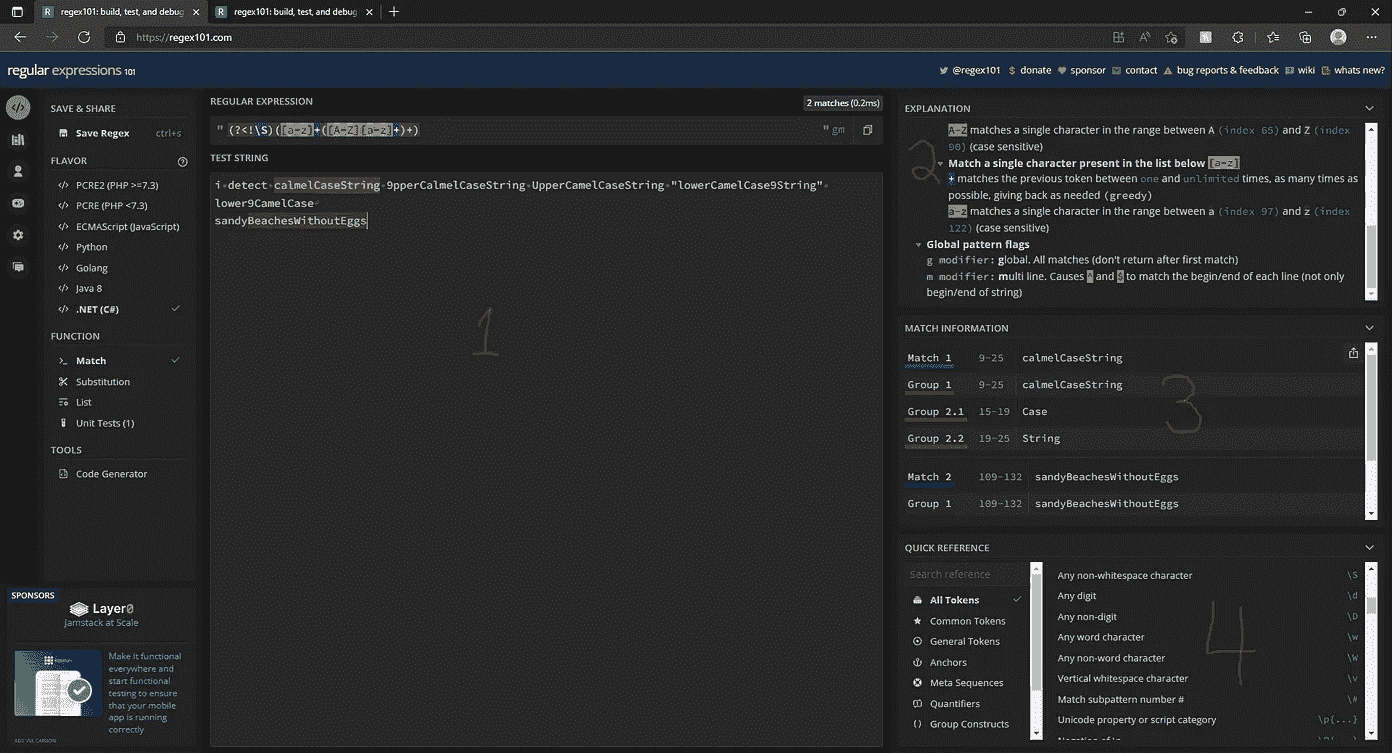 regex101: build, test, and debug
regex101: build, test, and debug
https://regex101.com
regular expressions 101
@regex101
$ donate
sponsor
contact
bug reports & feedback
wiki
whats new?
SAVE & SHARE
Save Regex ctrl+s
FLAVOR
PCRE2 (PHP >=7.3)
PCRE (PHP <7.3)
ECMAScript (JavaScript)
Python
Golang
Java 8
.NET (C#)
FUNCTION
Match
Substitution
List
Unit Tests (1)
TOOLS
Code Generator
SPONSORS
Layer0
Jamstack at Scale
Make it functional
everywhere and
start functional
testing to ensure
that your mobile
app is running
correctly
ADS VIA CARBON
REGULAR EXPRESSION
2 matches (0.2ms)
" (?<!\S)([a-z]+([A-Z][a-z]+)+) " gm
TEST STRING
i detect calmelCaseString 9pperCalmelCaseString UpperCamelCaseString "lowerCamelCase9String"
lower9CamelCase
sandyBeachesWithoutEggs
1
EXPLANATION
A-Z matches a single character in the range between A (index 65) and Z (index
90) (case sensitive)
Match a single character present in the list below [a-z]
+ matches the previous token between one and unlimited times, as many times as
possible, giving back as needed (greedy)
a-z matches a single character in the range between a (index 97) and z (index
122) (case sensitive)
Global pattern flags
g modifier: global. All matches (don't return after first match)
m modifier: multi line. Causes ^ and $ to match the begin/end of each line (not only
begin/end of string)
2
MATCH INFORMATION
Match 1 9-25 calmelCaseString
Group 1 9-25 calmelCaseString
Group 2.1 15-19 Case
Group 2.2 19-25 String
Match 2 109-132 sandyBeachesWithoutEggs
Group 1 109-132 sandyBeachesWithoutEggs
3
QUICK REFERENCE
Search reference
All Tokens
Common Tokens
General Tokens
Anchors
Meta Sequences
Quantifiers
Group Constructs
Any non-whitespace character \S
Any digit \d
Any non-digit \D
Any word character \w
Any non-word character \W
Vertical whitespace character \v
Match subpattern number # \#
Unicode property or script category \p{...}
4